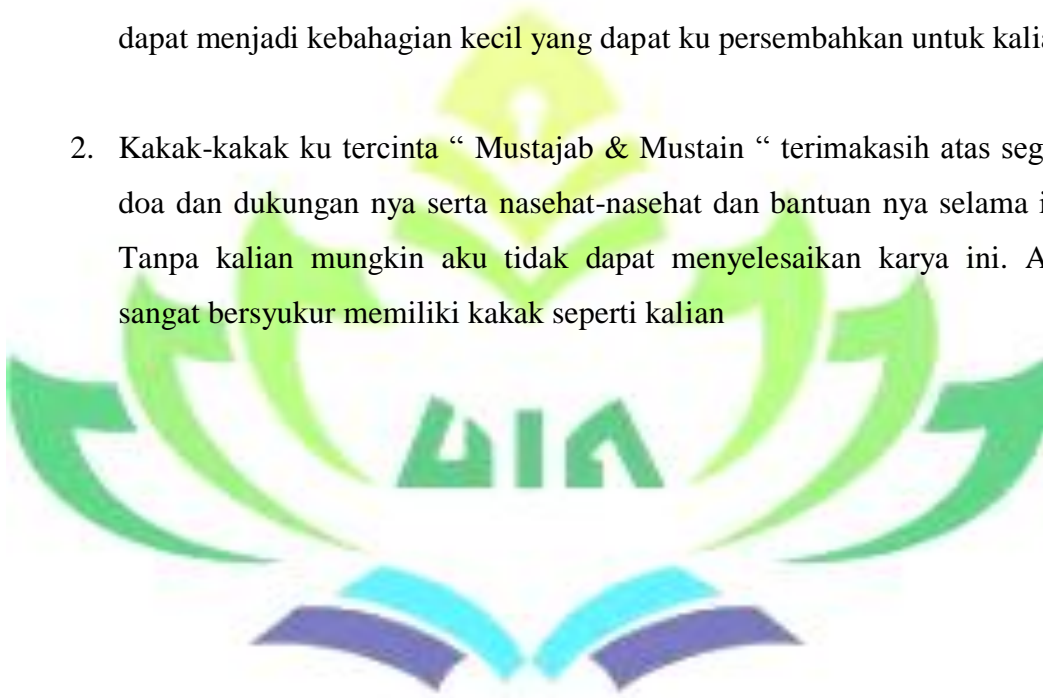 dapat menjadi kebahagian kecil yang dapat ku persembahkan untuk
2. Kakak-kakak ku tercinta “ Mustajab & Mustain “ terimakasih atas
doa dan dukungan nya serta nasehat-nasehat dan bantuan nya selama
Tanpa kalian mungkin aku tidak dapat menyelesaikan karya ini.
sangat bersyukur memiliki kakak seperti kalian
UIN